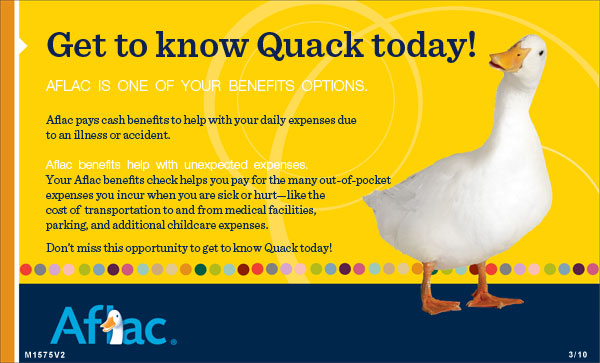 Get to know Quack today!
AFLAC IS ONE OF YOUR BENEFITS OPTIONS.
Aflac pays cash benefits to help with your daily expenses due
to an illness or accident.
Aflac benefits help with unexpected expenses.
Your Aflac benefits check helps you pay for the many out-of-pocket
expenses you incur when you are sick or hurt—like the
cost of transportation to and from medical facilities,
parking, and additional childcare expenses.
Don't miss this opportunity to get to know Quack today!
Aflac®
M1575V2
3/10